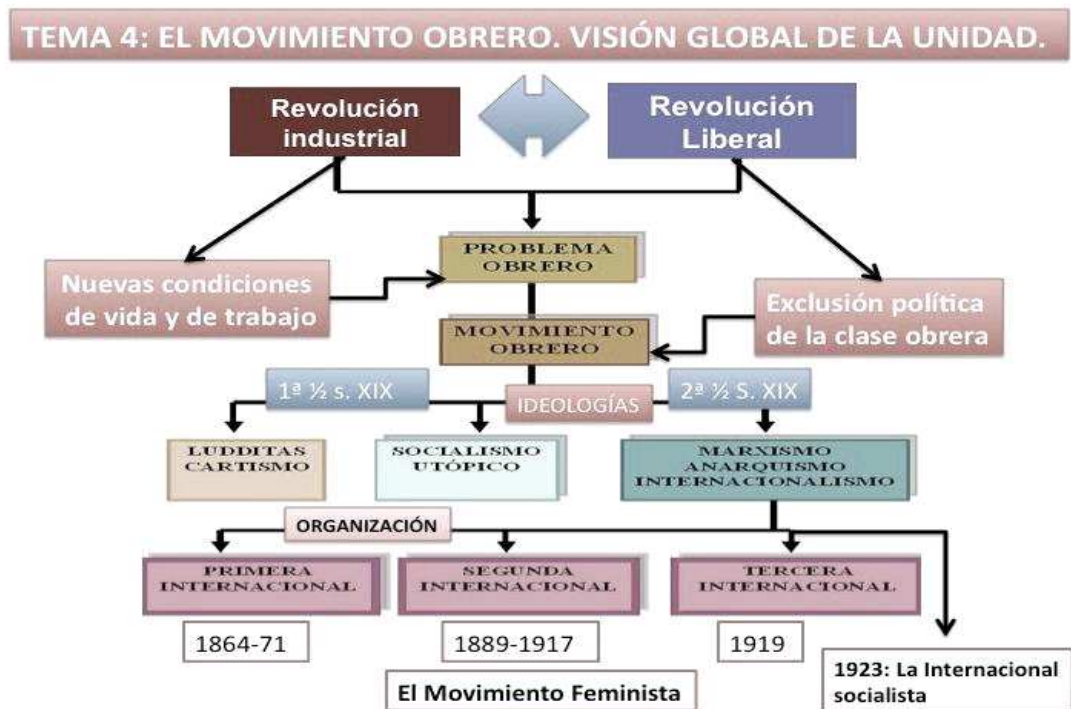 TEMA 4: EL MOVIMIENTO OBRERO. VISIÓN GLOBAL DE LA UNIDAD.
Revolución
industrial
Revolución
Liberal
PROBLEMA
OBRERO
Nuevas condiciones
de vida y de trabajo
Exclusión política
de la clase obrera
MOVIMIENTO
OBRERO
1ª ½ s. XIX
IDEOLOGÍAS
2ª ½ S. XIX
LUDDITAS
CARTISMO
SOCIALISMO
UTÓPICO
MARXISMO
ANARQUISMO
INTERNACIONALISMO
ORGANIZACIÓN
PRIMERA
INTERNACIONAL
SEGUNDA
INTERNACIONAL
TERCERA
INTERNACIONAL
1864-71
1889-1917
1919
1923: La Internacional
socialista
El Movimiento Feminista